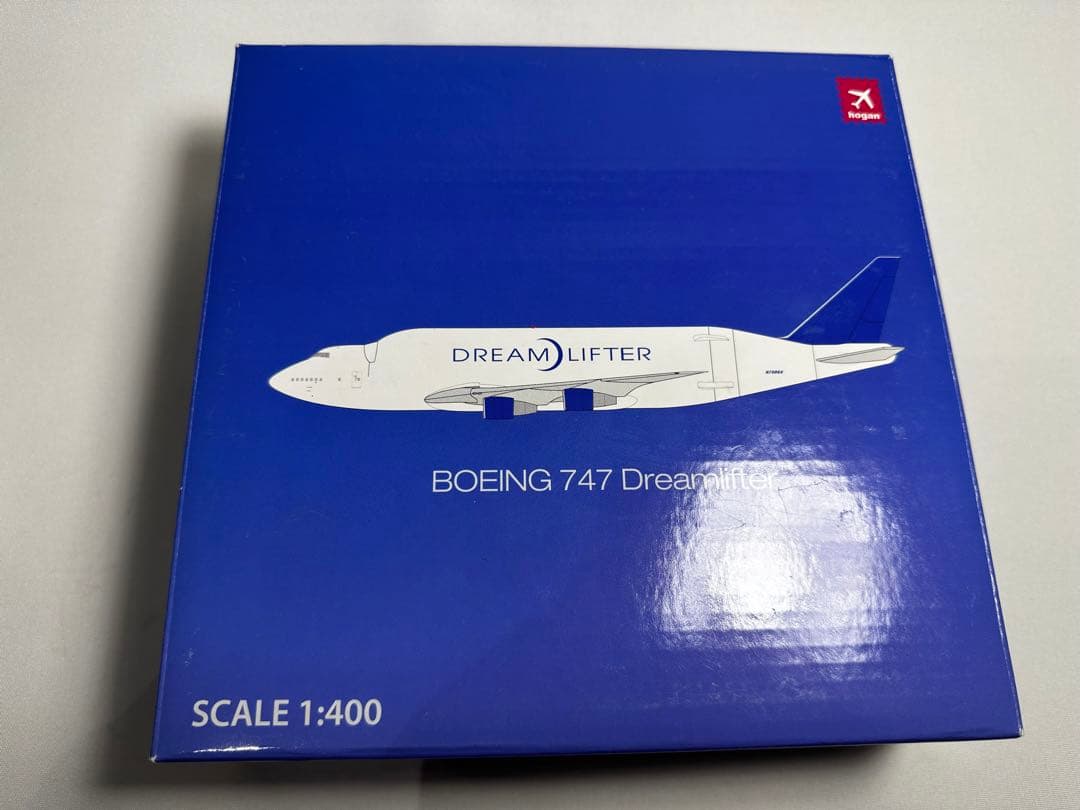 hogan
DREAM LIFTER
BOEING 747 Dreamlifter
SCALE 1:400